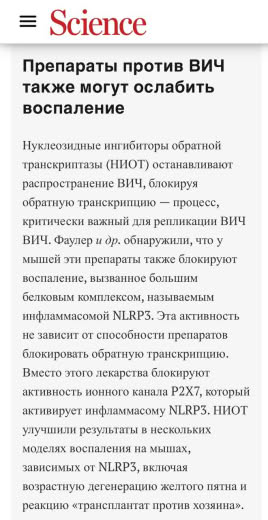 Science
Препараты против ВИЧ
также могут ослабить
воспаление
Нуклеозидные ингибиторы обратной
транскриптазы (НИОТ) останавливают
распространение ВИЧ, блокируя
обратную транскрипцию — процесс,
критически важный для репликации ВИЧ
ВИЧ. Фаулер и др. обнаружили, что у
мышей эти препараты также блокируют
воспаление, вызванное большим
белковым комплексом, называемым
инфламмасомой NLRP3. Эта активность
не зависит от способности препаратов
блокировать обратную транскрипцию.
Вместо этого лекарства блокируют
активность ионного канала P2X7, который
активирует инфламмасому NLRP3. НИОТ
улучшили результаты в нескольких
моделях воспаления на мышах,
зависимых от NLRP3, включая
возрастную дегенерацию желтого пятна и
реакцию «трансплантат против хозяина».